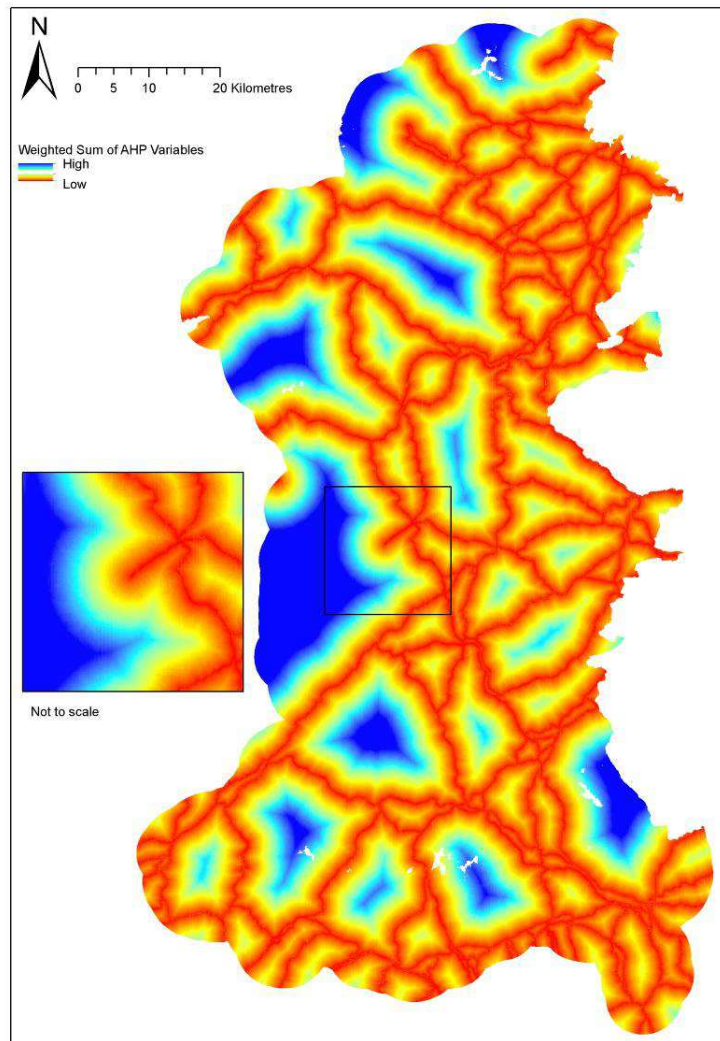 N
0 5 10 20 Kilometres
Weighted Sum of AHP Variables
High
Low
Not to scale